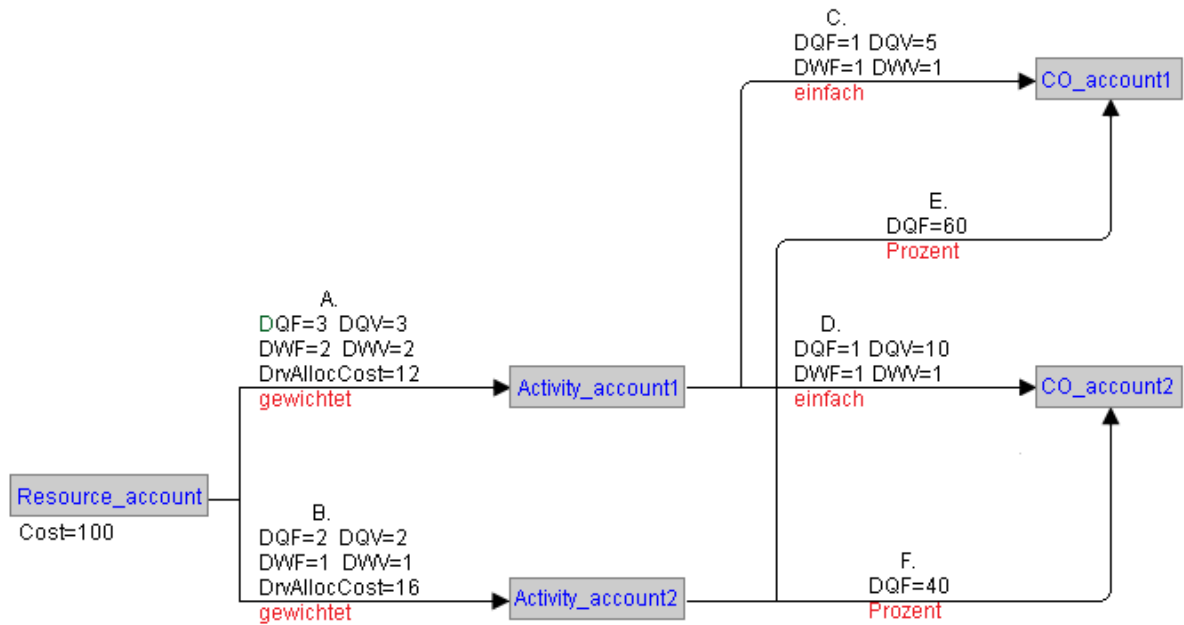 C.
DQF=1 DQV=5
DWF=1 DWV=1
einfach
CO_account1
E.
DQF=60
Prozent
A.
DQF=3 DQV=3
DWF=2 DWV=2
DrvAllocCost=12
gewichtet
Activity_account1
D.
DQF=1 DQV=10
DWF=1 DWV=1
einfach
CO_account2
Resource_account
Cost=100
B.
DQF=2 DQV=2
DWF=1 DWV=1
DrvAllocCost=16
gewichtet
Activity_account2
F.
DQF=40
Prozent